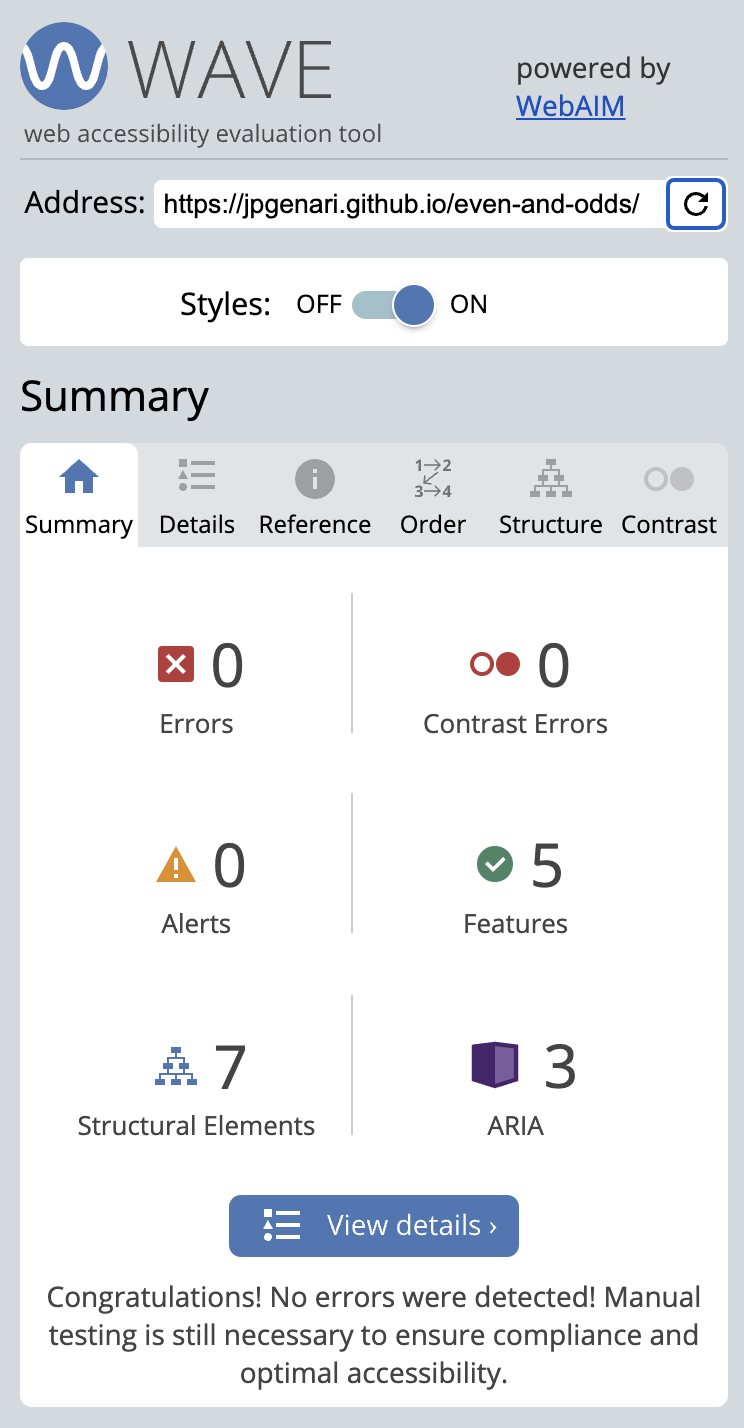 WAVE
powered by
WebAIM
web accessibility evaluation tool
Address: https://jpgenari.github.io/even-and-odds/
Styles: OFF ON
Summary
1 2
3 4
Summary Details Reference Order Structure Contrast
0 0
Errors Contrast Errors
0 5
Alerts Features
7 3
Structural Elements ARIA
View details ›
Congratulations! No errors were detected! Manual
testing is still necessary to ensure compliance and
optimal accessibility.